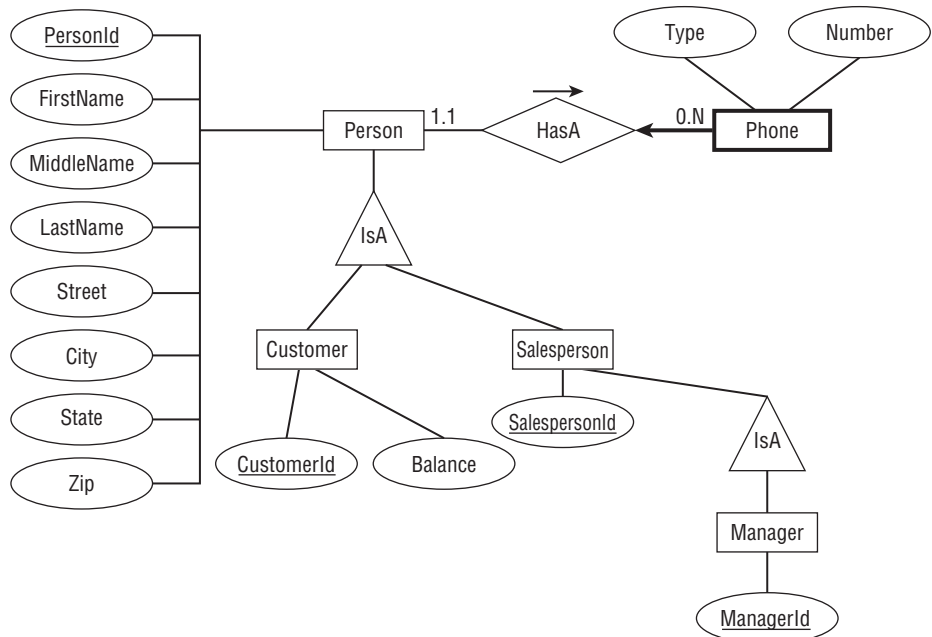 PersonId
Type
Number
FirstName
Person
1.1
HasA
0.N
Phone
MiddleName
LastName
IsA
Street
City
Customer
Salesperson
State
SalespersonId
IsA
CustomerId
Balance
Zip
Manager
ManagerId